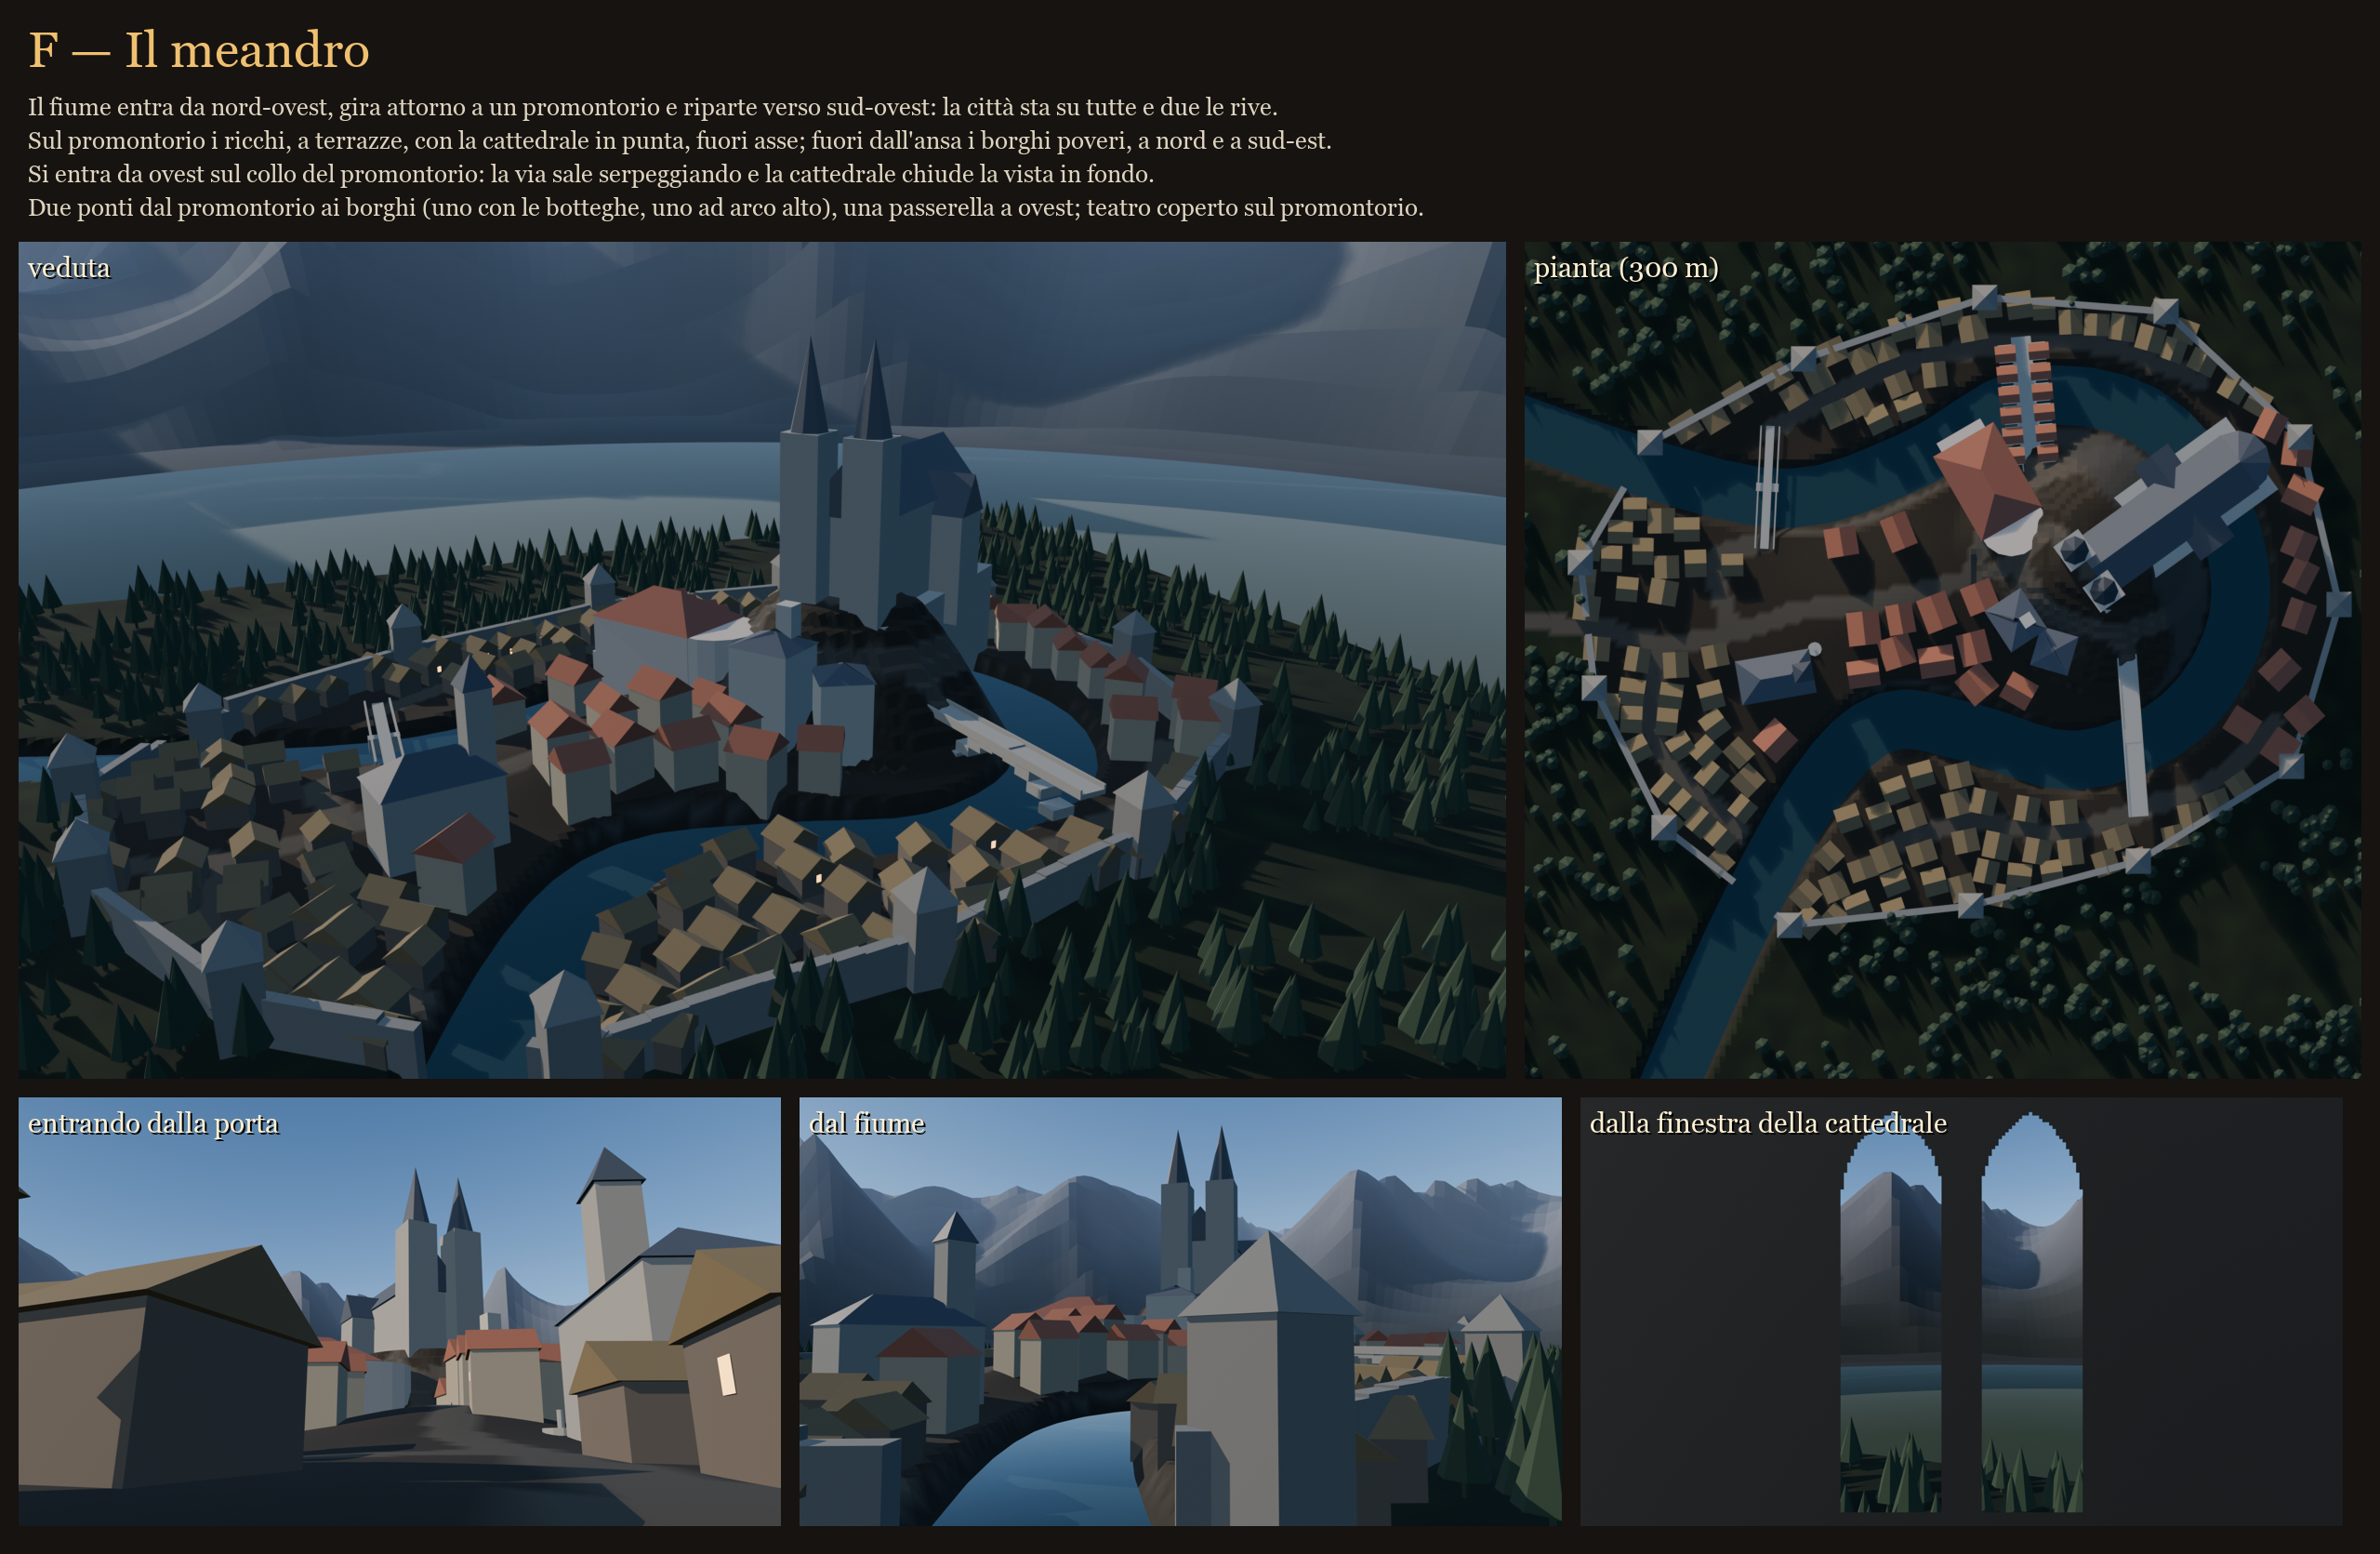 F — Il meandro
Il fiume entra da nord-ovest, gira attorno a un promontorio e riparte verso sud-ovest: la città sta su tutte e due le rive.
Sul promontorio i ricchi, a terrazze, con la cattedrale in punta, fuori asse; fuori dall'ansa i borghi poveri, a nord e a sud-est.
Si entra da ovest sul collo del promontorio: la via sale serpeggiando e la cattedrale chiude la vista in fondo.
Due ponti dal promontorio ai borghi (uno con le botteghe, uno ad arco alto), una passerella a ovest; teatro coperto sul promontorio.
veduta
pianta (300 m)
entrando dalla porta
dal fiume
dalla finestra della cattedrale